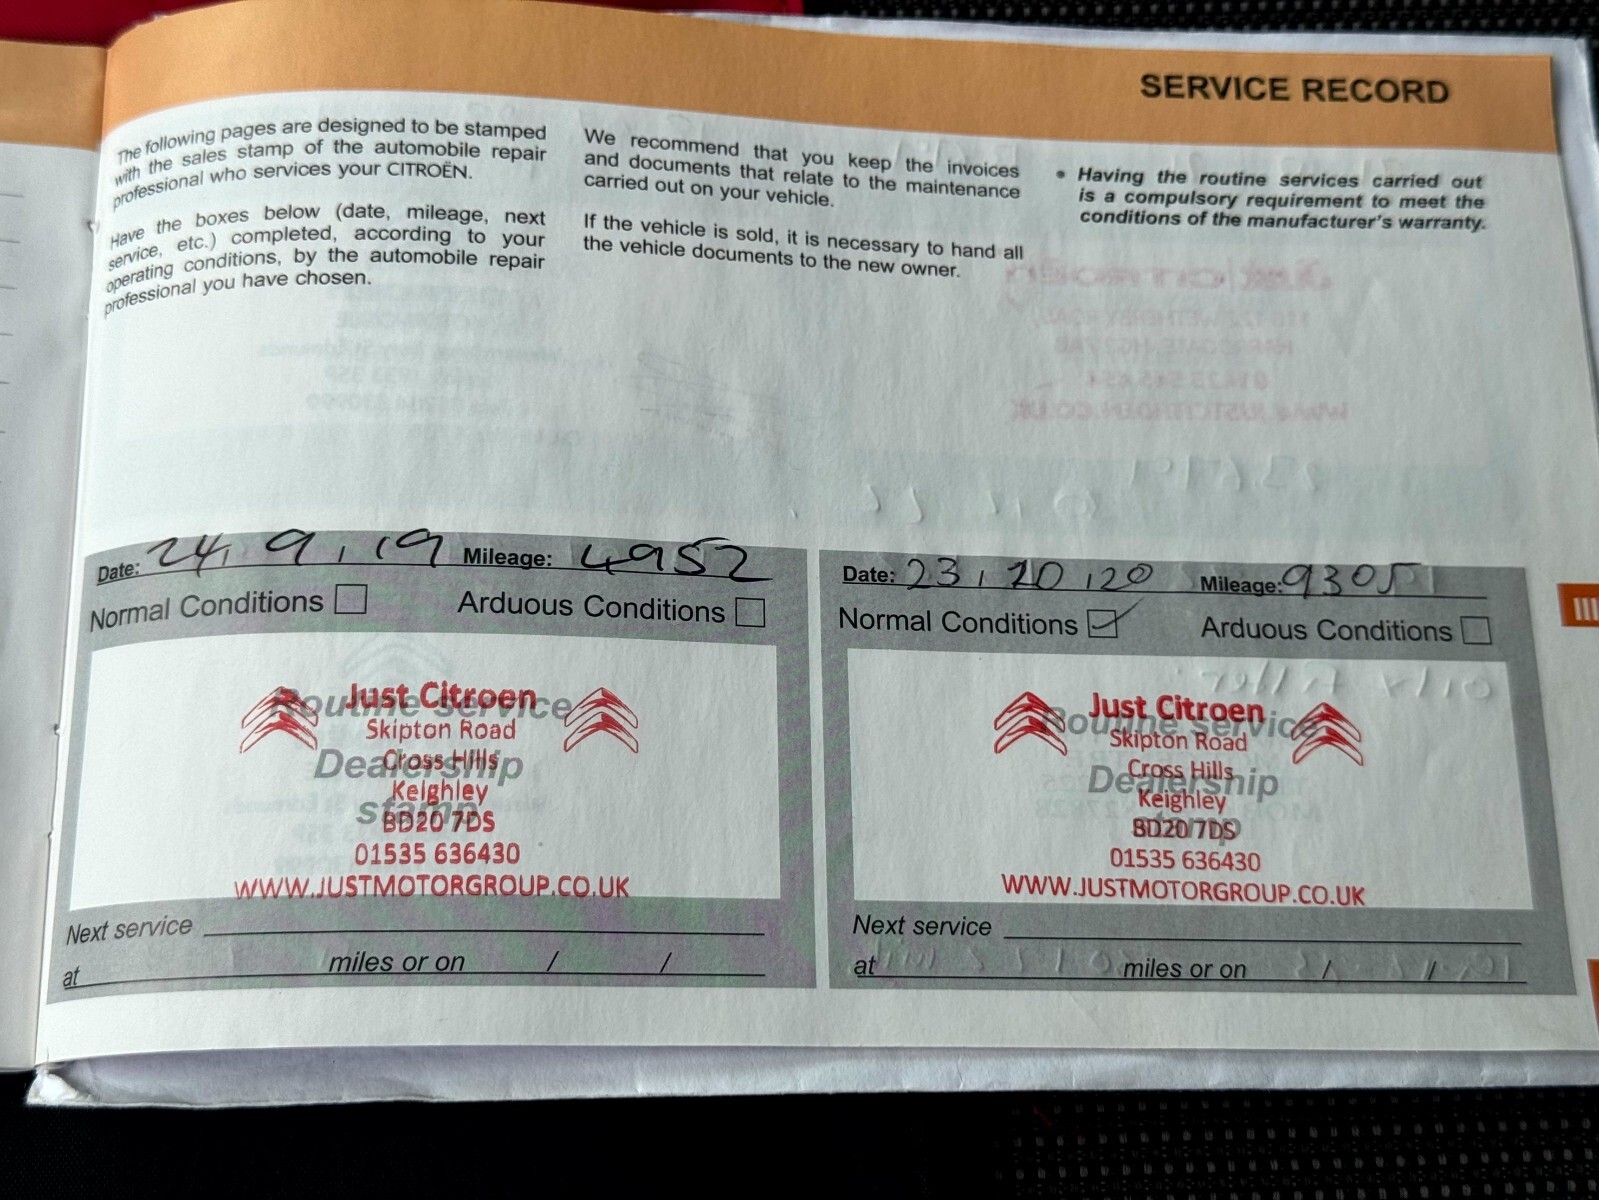 SERVICE RECORD
The following pages are designed to be stamped
with the sales stamp of the automobile repair
professional who services your CITROËN.
Have the boxes below (date, mileage, next
service, etc.) completed, according to your
operating conditions, by the automobile repair
professional you have chosen.
We recommend that you keep the invoices
and documents that relate to the maintenance
carried out on your vehicle.
If the vehicle is sold, it is necessary to hand all
the vehicle documents to the new owner.
• Having the routine services carried out
is a compulsory requirement to meet the
conditions of the manufacturer's warranty.
Date: 24, 9, 19 Mileage: 4952
Normal Conditions Arduous Conditions
Routine service
Dealership
stamp
Just Citroen
Skipton Road
Cross Hills
Keighley
BD20 7DS
01535 636430
WWW.JUSTMOTORGROUP.CO.UK
Next service
at miles or on / /
Date: 23, 10, 20 Mileage: 9305
Normal Conditions Arduous Conditions
Routine service
Dealership
stamp
Just Citroen
Skipton Road
Cross Hills
Keighley
BD20 7DS
01535 636430
WWW.JUSTMOTORGROUP.CO.UK
Next service
at miles or on / /
III